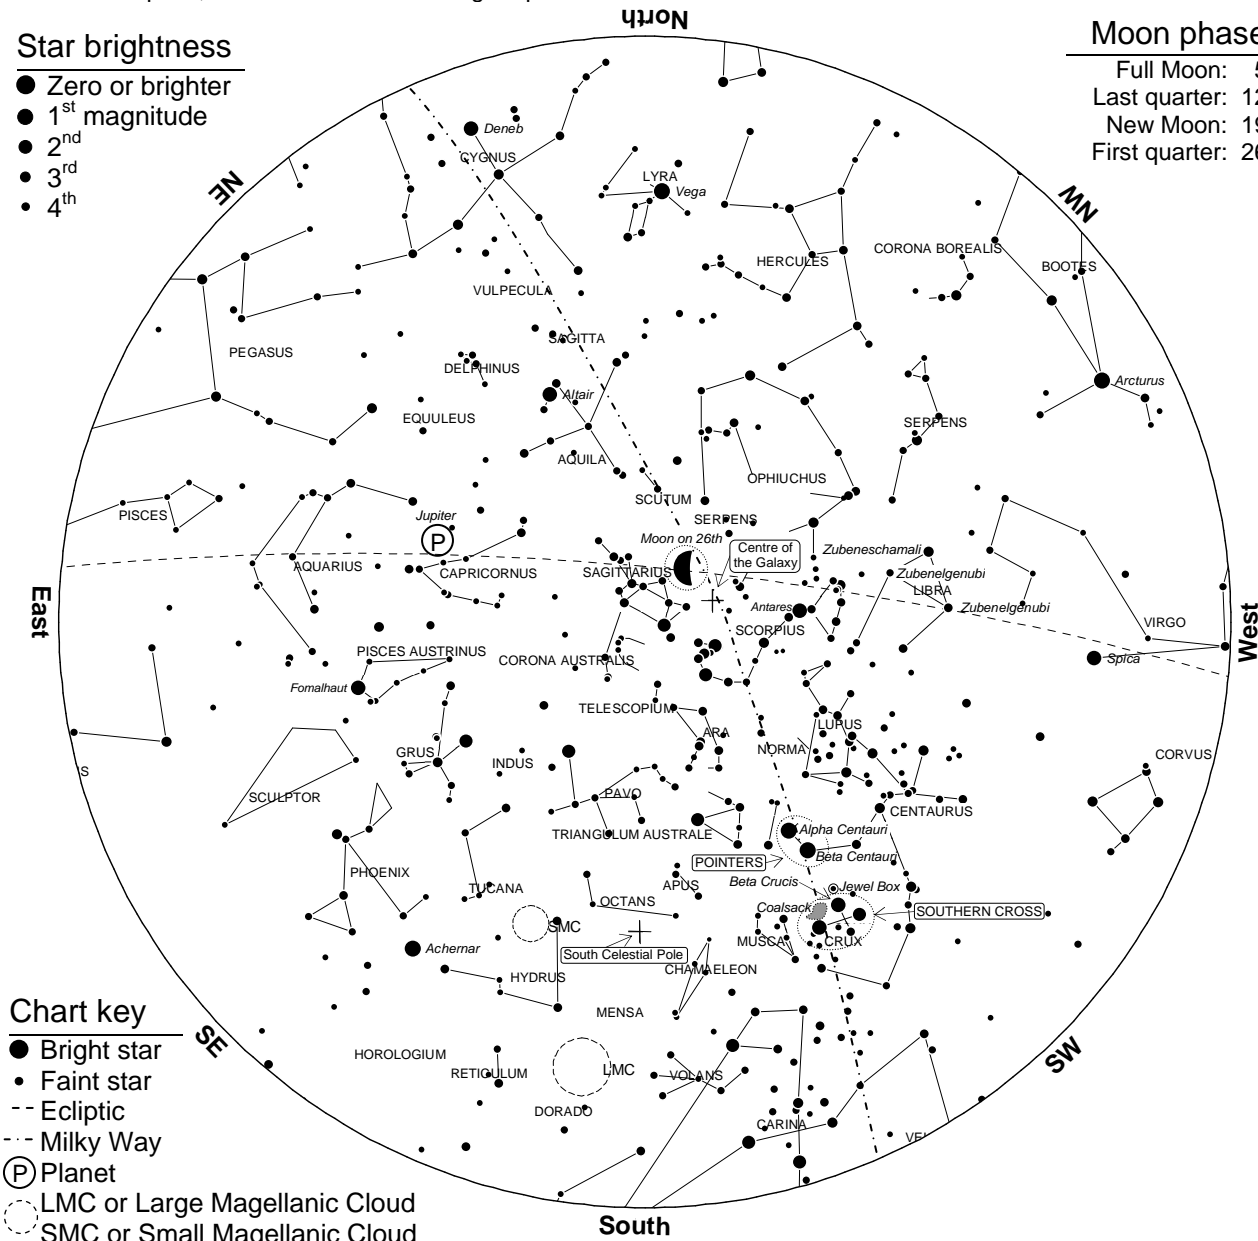 North
Star brightness
Zero or brighter
1st magnitude
2nd
3rd
4th
Moon phase
Full Moon: 5
Last quarter: 12
New Moon: 19
First quarter: 26
NE
NW
Deneb
CYGNUS
LYRA
Vega
HERCULES
CORONA BOREALIS
BOOTES
VULPECULA
SAGITTA
PEGASUS
DELPHINUS
Altair
Arcturus
EQUULEUS
SERPENS
AQUILA
OPHIUCHUS
SCUTUM
PISCES
Jupiter
P
SERPENS
Moon on 26th
Centre of
the Galaxy
Zubeneschamali
AQUARIUS
CAPRICORNUS
SAGITTARIUS
Zubenelgenubi
LIBRA
Antares
Zubenelgenubi
East
West
SCORPIUS
VIRGO
PISCES AUSTRINUS
CORONA AUSTRALIS
Spica
Fomalhaut
TELESCOPIUM
ARA
LUPUS
NORMA
GRUS
INDUS
CORVUS
S
SCULPTOR
PAVO
CENTAURUS
TRIANGULUM AUSTRALE
Alpha Centauri
POINTERS
Beta Centauri
PHOENIX
TUCANA
APUS
Beta Crucis
Jewel Box
OCTANS
Coalsack
SOUTHERN CROSS
SMC
MUSCA
CRUX
Achernar
South Celestial Pole
HYDRUS
CHAMAELEON
MENSA
Chart key
SE
SW
Bright star
Faint star
Ecliptic
Milky Way
P
Planet
LMC or Large Magellanic Cloud
SMC or Small Magellanic Cloud
HOROLOGIUM
RETICULUM
LMC
VOLANS
DORADO
CARINA
VEL
South